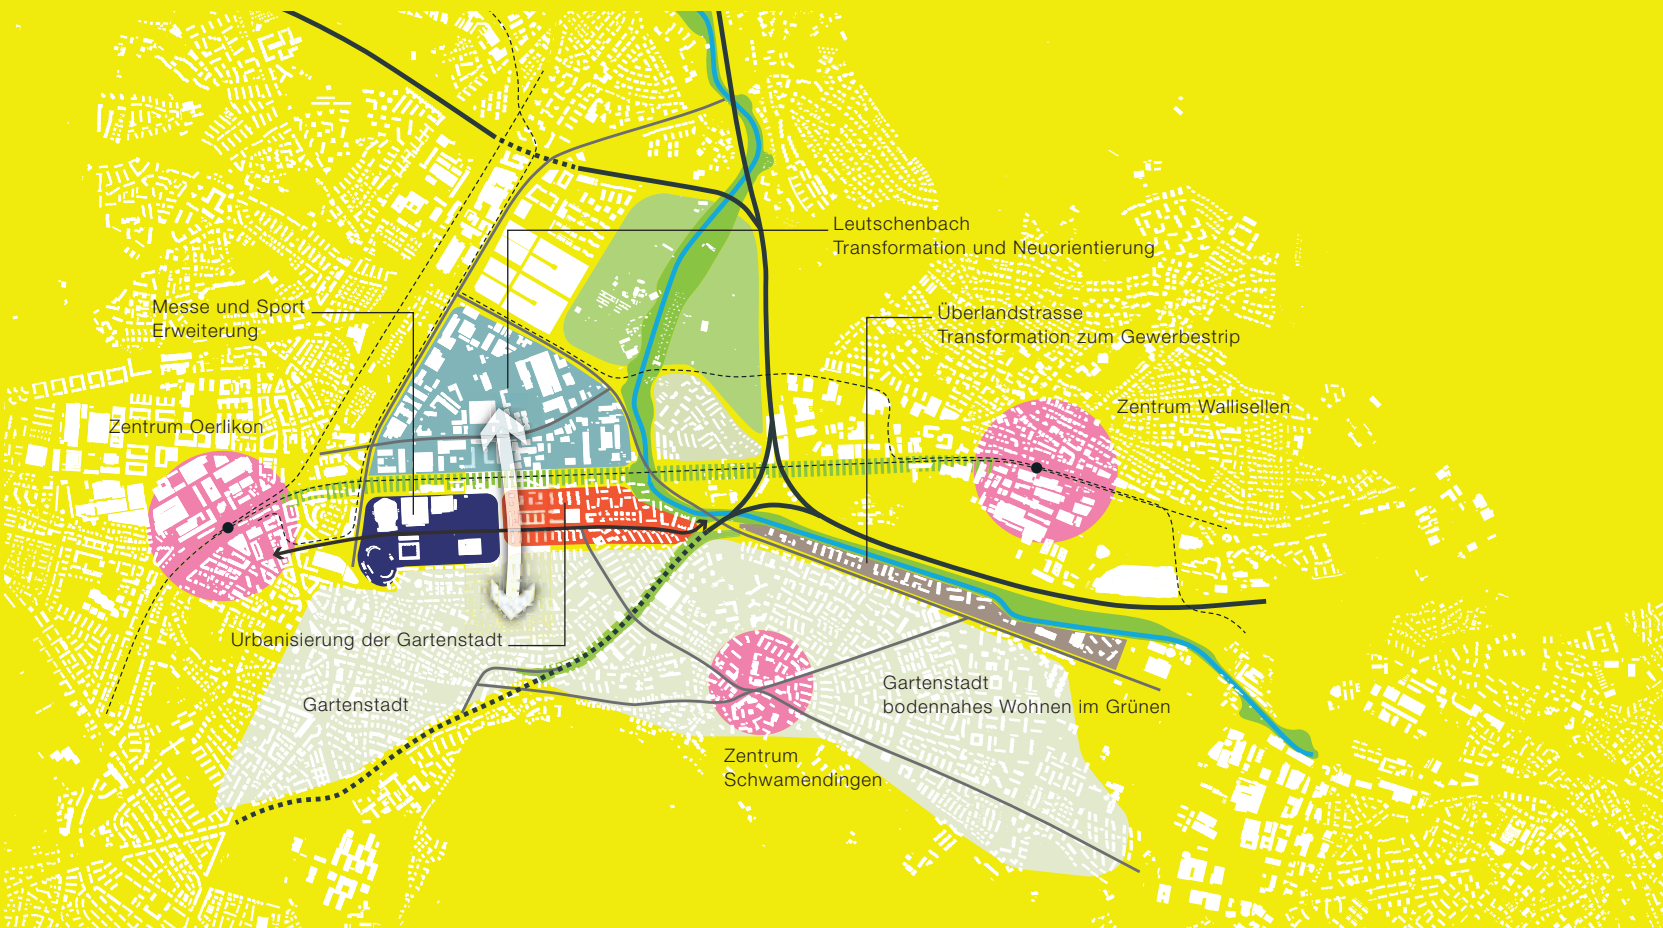 Leutschenbach
Transformation und Neuorientierung
Messe und Sport
Erweiterung
Überlandstrasse
Transformation zum Gewerbestrip
Zentrum Oerlikon
Zentrum Wallisellen
Urbanisierung der Gartenstadt
Gartenstadt
Gartenstadt
bodennahes Wohnen im Grünen
Zentrum
Schwamendingen